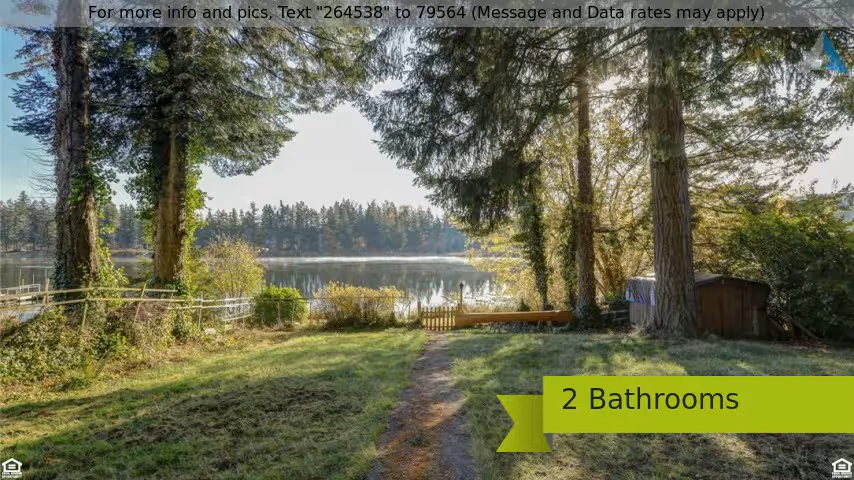 For more info and pics, Text "264538" to 79564 (Message and Data rates may apply)
2 Bathrooms